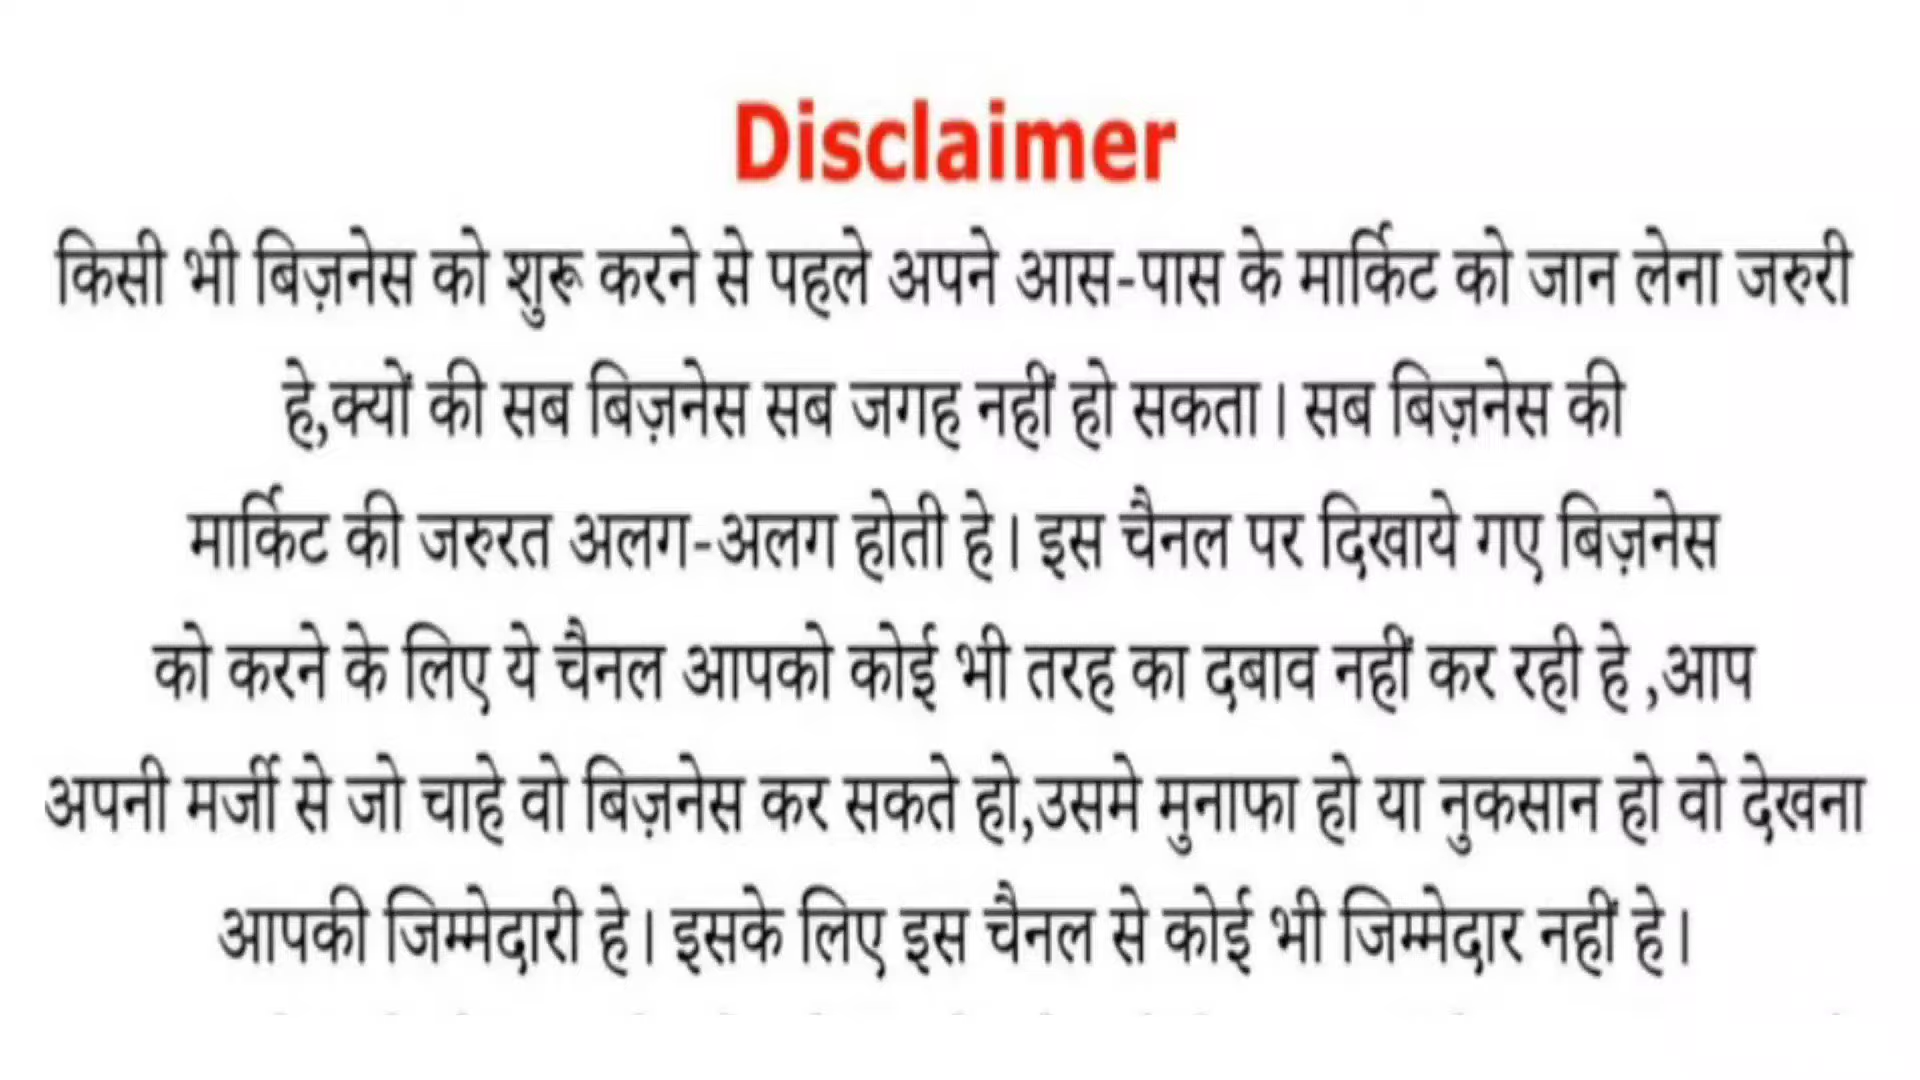 Disclaimer
किसी भी बिज़नेस को शुरू करने से पहले अपने आस-पास के मार्किट को जान लेना जरुरी
हे,क्यों की सब बिज़नेस सब जगह नहीं हो सकता। सब बिज़नेस की
मार्किट की जरुरत अलग-अलग होती हे। इस चैनल पर दिखाये गए बिज़नेस
को करने के लिए ये चैनल आपको कोई भी तरह का दबाव नहीं कर रही हे ,आप
अपनी मर्जी से जो चाहे वो बिज़नेस कर सकते हो,उसमे मुनाफा हो या नुकसान हो वो देखना
आपकी जिम्मेदारी हे। इसके लिए इस चैनल से कोई भी जिम्मेदार नहीं हे।